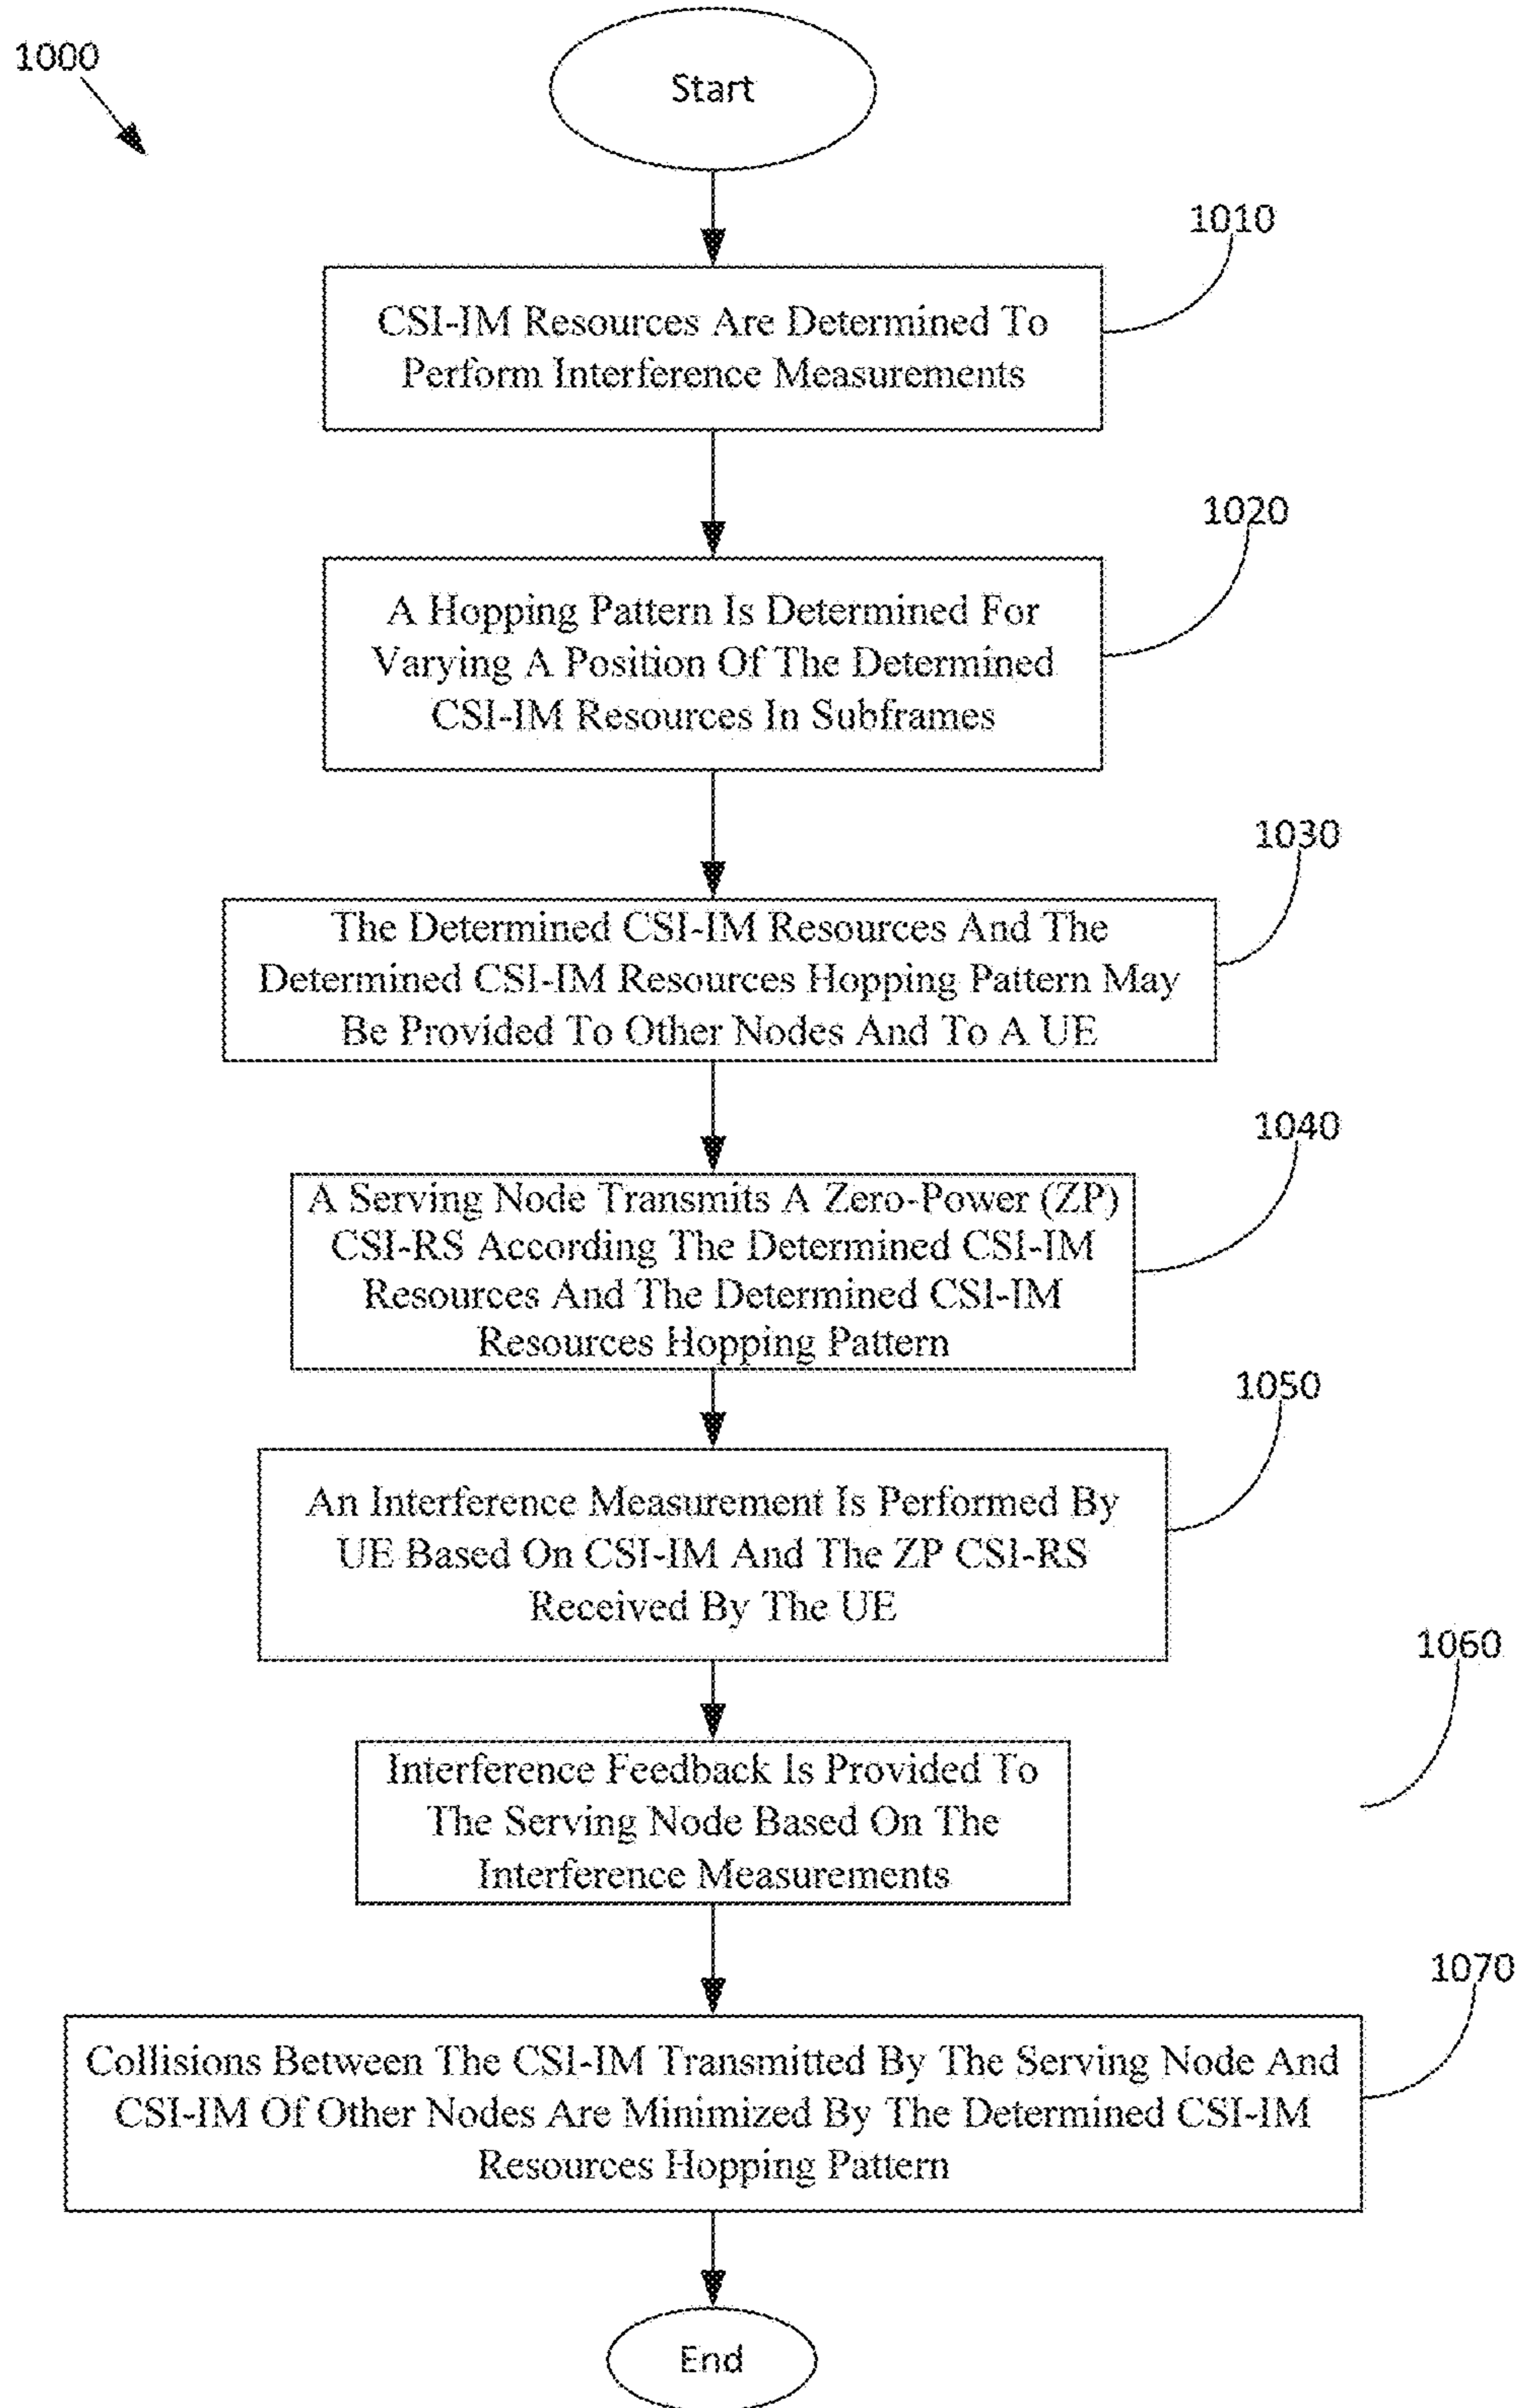 1000
Start
1010
CSI-IM Resources Are Determined To
Perform Interference Measurements
1020
A Hopping Pattern Is Determined For
Varying A Position Of The Determined
CSI-IM Resources In Subframes
1030
The Determined CSI-IM Resources And The
Determined CSI-IM Resources Hopping Pattern May
Be Provided To Other Nodes And To A UE
1040
A Serving Node Transmits A Zero-Power (ZP)
CSI-RS According The Determined CSI-IM
Resources And The Determined CSI-IM
Resources Hopping Pattern
1050
An Interference Measurement Is Performed By
UE Based On CSI-IM And The ZP CSI-RS
Received By The UE
1060
Interference Feedback Is Provided To
The Serving Node Based On The
Interference Measurements
1070
Collisions Between The CSI-IM Transmitted By The Serving Node And
CSI-IM Of Other Nodes Are Minimized By The Determined CSI-IM
Resources Hopping Pattern
End